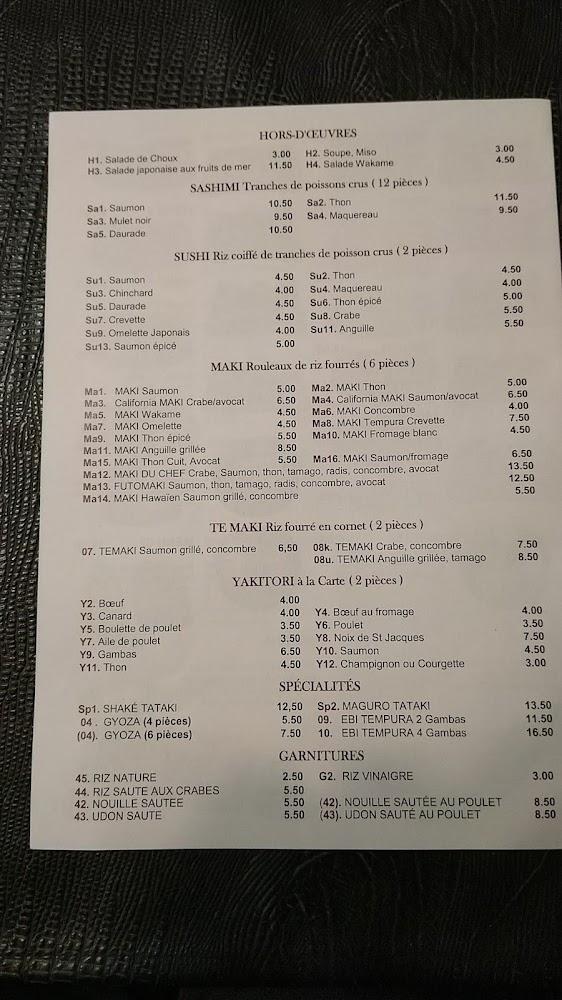 HORS-D'ŒUVRES
H1. Salade de Choux 3.00 H2. Soupe, Miso 3.00
H3. Salade japonaise aux fruits de mer 11.50 H4. Salade Wakame 4.50
SASHIMI Tranches de poissons crus ( 12 pièces )
Sa1. Saumon 10.50 Sa2. Thon 11.50
Sa3. Mulet noir 9.50 Sa4. Maquereau 9.50
Sa5. Daurade 10.50
SUSHI Riz coiffé de tranches de poisson crus ( 2 pièces )
Su1. Saumon 4.50 Su2. Thon 4.50
Su3. Chinchard 4.00 Su4. Maquereau 4.00
Su5. Daurade 4.50 Su6. Thon épicé 5.00
Su7. Crevette 4.50 Su8. Crabe 5.50
Su9. Omelette Japonais 4.00 Su11. Anguille 5.50
Su13. Saumon épicé 5.00
MAKI Rouleaux de riz fourrés ( 6 pièces )
Ma1. MAKI Saumon 5.00 Ma2. MAKI Thon 5.00
Ma3. California MAKI Crabe/avocat 6.50 Ma4. California MAKI Saumon/avocat 6.50
Ma5. MAKI Wakame 4.50 Ma6. MAKI Concombre 4.00
Ma7. MAKI Omelette 4.50 Ma8. MAKI Tempura Crevette 7.50
Ma9. MAKI Thon épicé 5.50 Ma10. MAKI Fromage blanc 4.50
Ma11. MAKI Anguille grillée 8.50
Ma15. MAKI Thon Cuit, Avocat 5.50 Ma16. MAKI Saumon/fromage 6.50
Ma12. MAKI DU CHEF Crabe, Saumon, thon, tamago, radis, concombre, avocat 13.50
Ma13. FUTOMAKI Saumon, thon, tamago, radis, concombre, avocat 12.50
Ma14. MAKI Hawaïen Saumon grillé, concombre 5.50
TE MAKI Riz fourré en cornet ( 2 pièces )
07. TEMAKI Saumon grillé, concombre 6,50 08k. TEMAKI Crabe, concombre 7.50
08u. TEMAKI Anguille grillée, tamago 8.50
YAKITORI à la Carte ( 2 pièces )
Y2. Bœuf 4.00
Y3. Canard 4.00 Y4. Bœuf au fromage 4.00
Y5. Boulette de poulet 3.50 Y6. Poulet 3.50
Y7. Aile de poulet 3.50 Y8. Noix de St Jacques 7.50
Y9. Gambas 6.50 Y10. Saumon 4.50
Y11. Thon 4.50 Y12. Champignon ou Courgette 3.00
SPÉCIALITÉS
Sp1. SHAKÉ TATAKI 12,50 Sp2. MAGURO TATAKI 13.50
04 . GYOZA (4 pièces) 5.50 09. EBI TEMPURA 2 Gambas 11.50
(04). GYOZA (6 pièces) 7.50 10. EBI TEMPURA 4 Gambas 16.50
GARNITURES
45. RIZ NATURE 2.50 G2. RIZ VINAIGRE 3.00
44. RIZ SAUTE AUX CRABES 5.50
42. NOUILLE SAUTEE 5.50 (42). NOUILLE SAUTÉE AU POULET 8.50
43. UDON SAUTE 5.50 (43). UDON SAUTÉ AU POULET 8.50